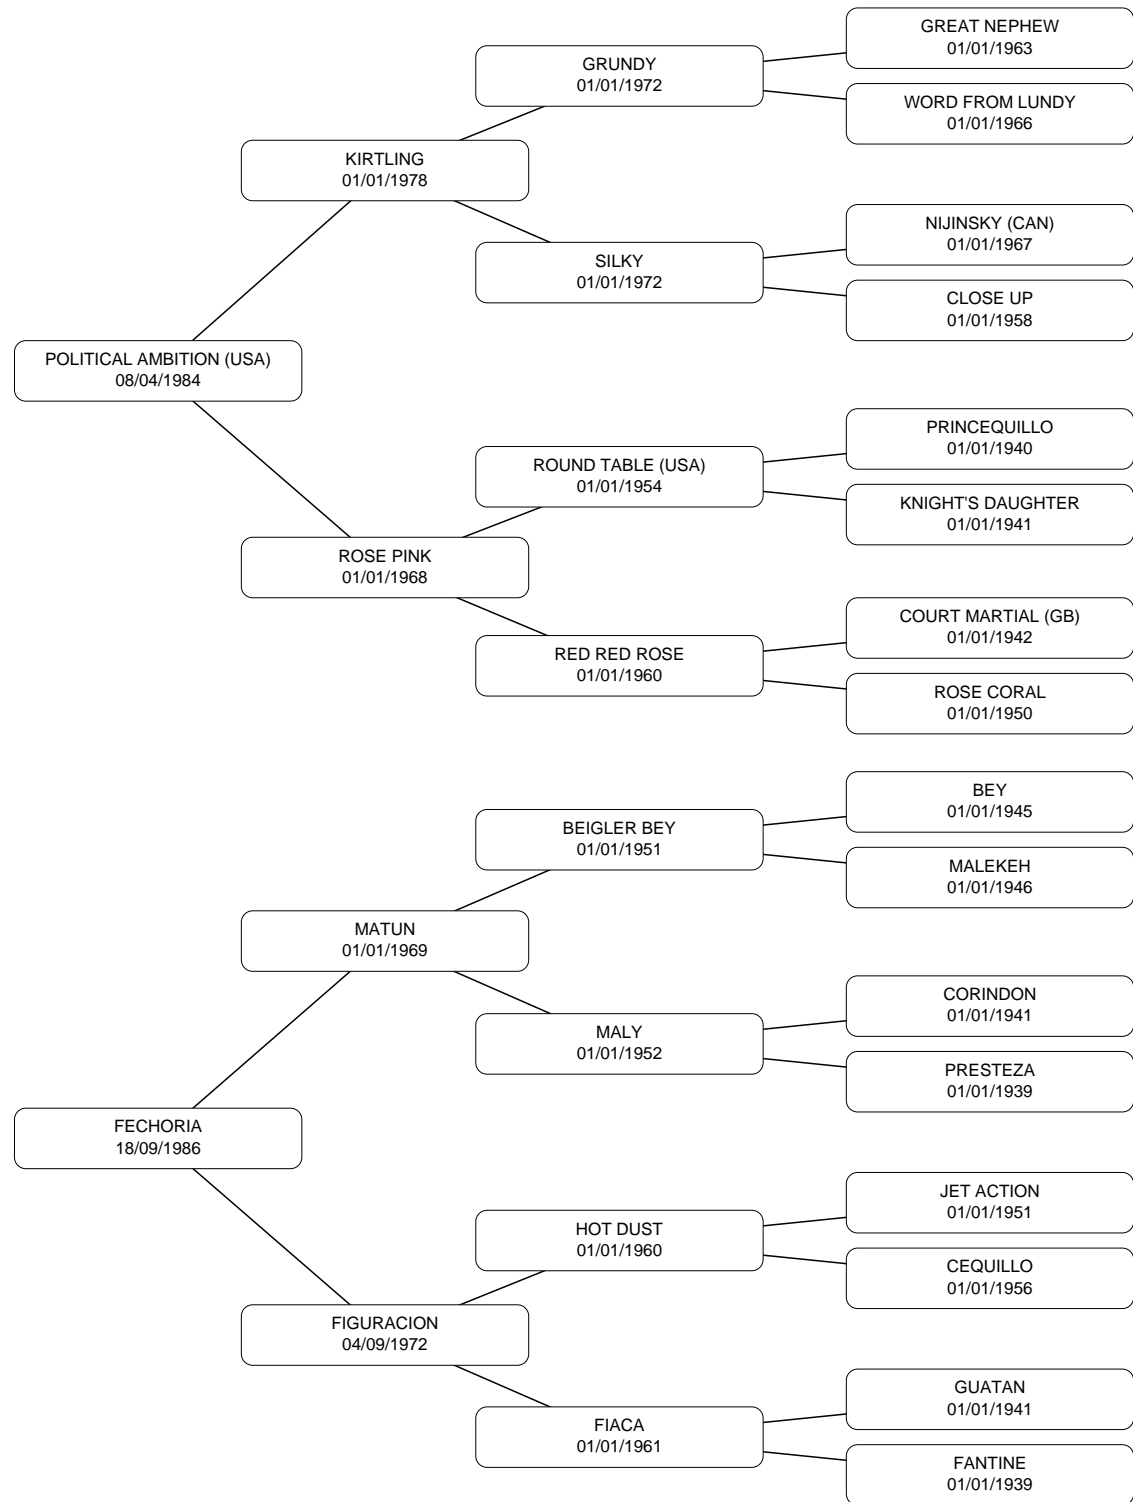 GREAT NEPHEW
01/01/1963
GRUNDY
01/01/1972
WORD FROM LUNDY
01/01/1966
KIRTLING
01/01/1978
NIJINSKY (CAN)
01/01/1967
SILKY
01/01/1972
CLOSE UP
01/01/1958
POLITICAL AMBITION (USA)
08/04/1984
PRINCEQUILLO
01/01/1940
ROUND TABLE (USA)
01/01/1954
KNIGHT'S DAUGHTER
01/01/1941
ROSE PINK
01/01/1968
COURT MARTIAL (GB)
01/01/1942
RED RED ROSE
01/01/1960
ROSE CORAL
01/01/1950
BEY
01/01/1945
BEIGLER BEY
01/01/1951
MALEKEH
01/01/1946
MATUN
01/01/1969
CORINDON
01/01/1941
MALY
01/01/1952
PRESTEZA
01/01/1939
FECHORIA
18/09/1986
JET ACTION
01/01/1951
HOT DUST
01/01/1960
CEQUILLO
01/01/1956
FIGURACION
04/09/1972
GUATAN
01/01/1941
FIACA
01/01/1961
FANTINE
01/01/1939